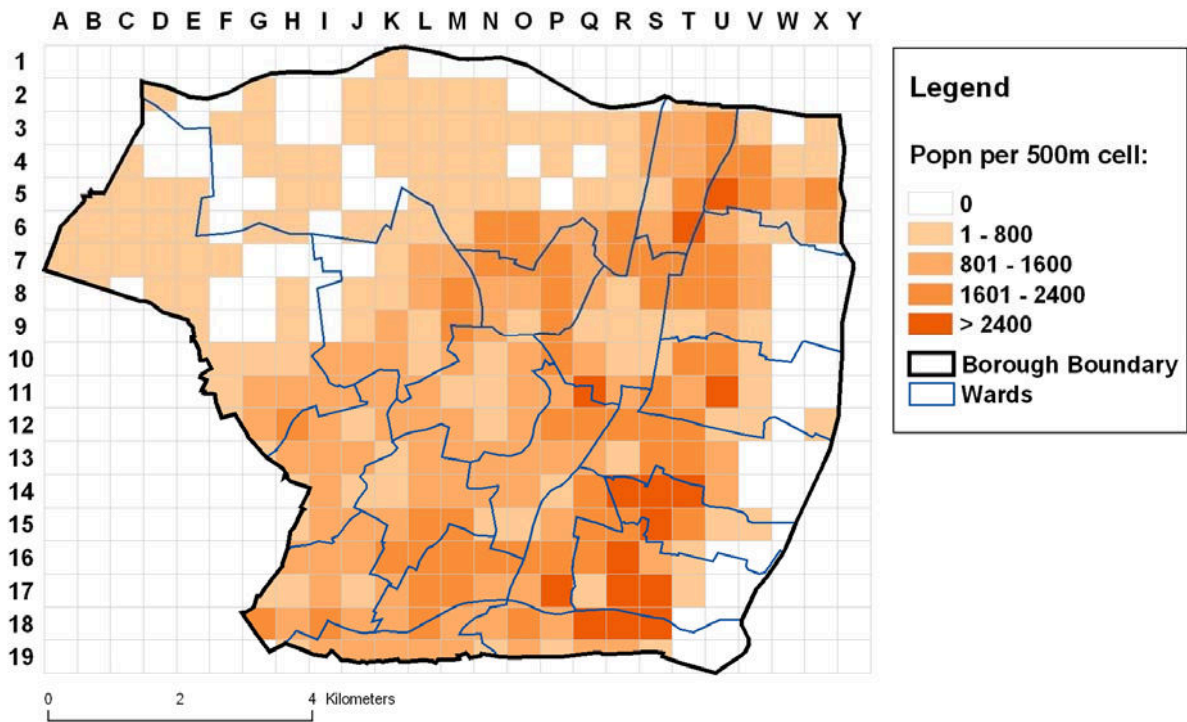 A B C D E F G H I J K L M N O P Q R S T U V W X Y
1
2
3
4
5
6
7
8
9
10
11
12
13
14
15
16
17
18
19
0 2 4 Kilometers
Legend
Popn per 500m cell:
0
1 - 800
801 - 1600
1601 - 2400
> 2400
Borough Boundary
Wards